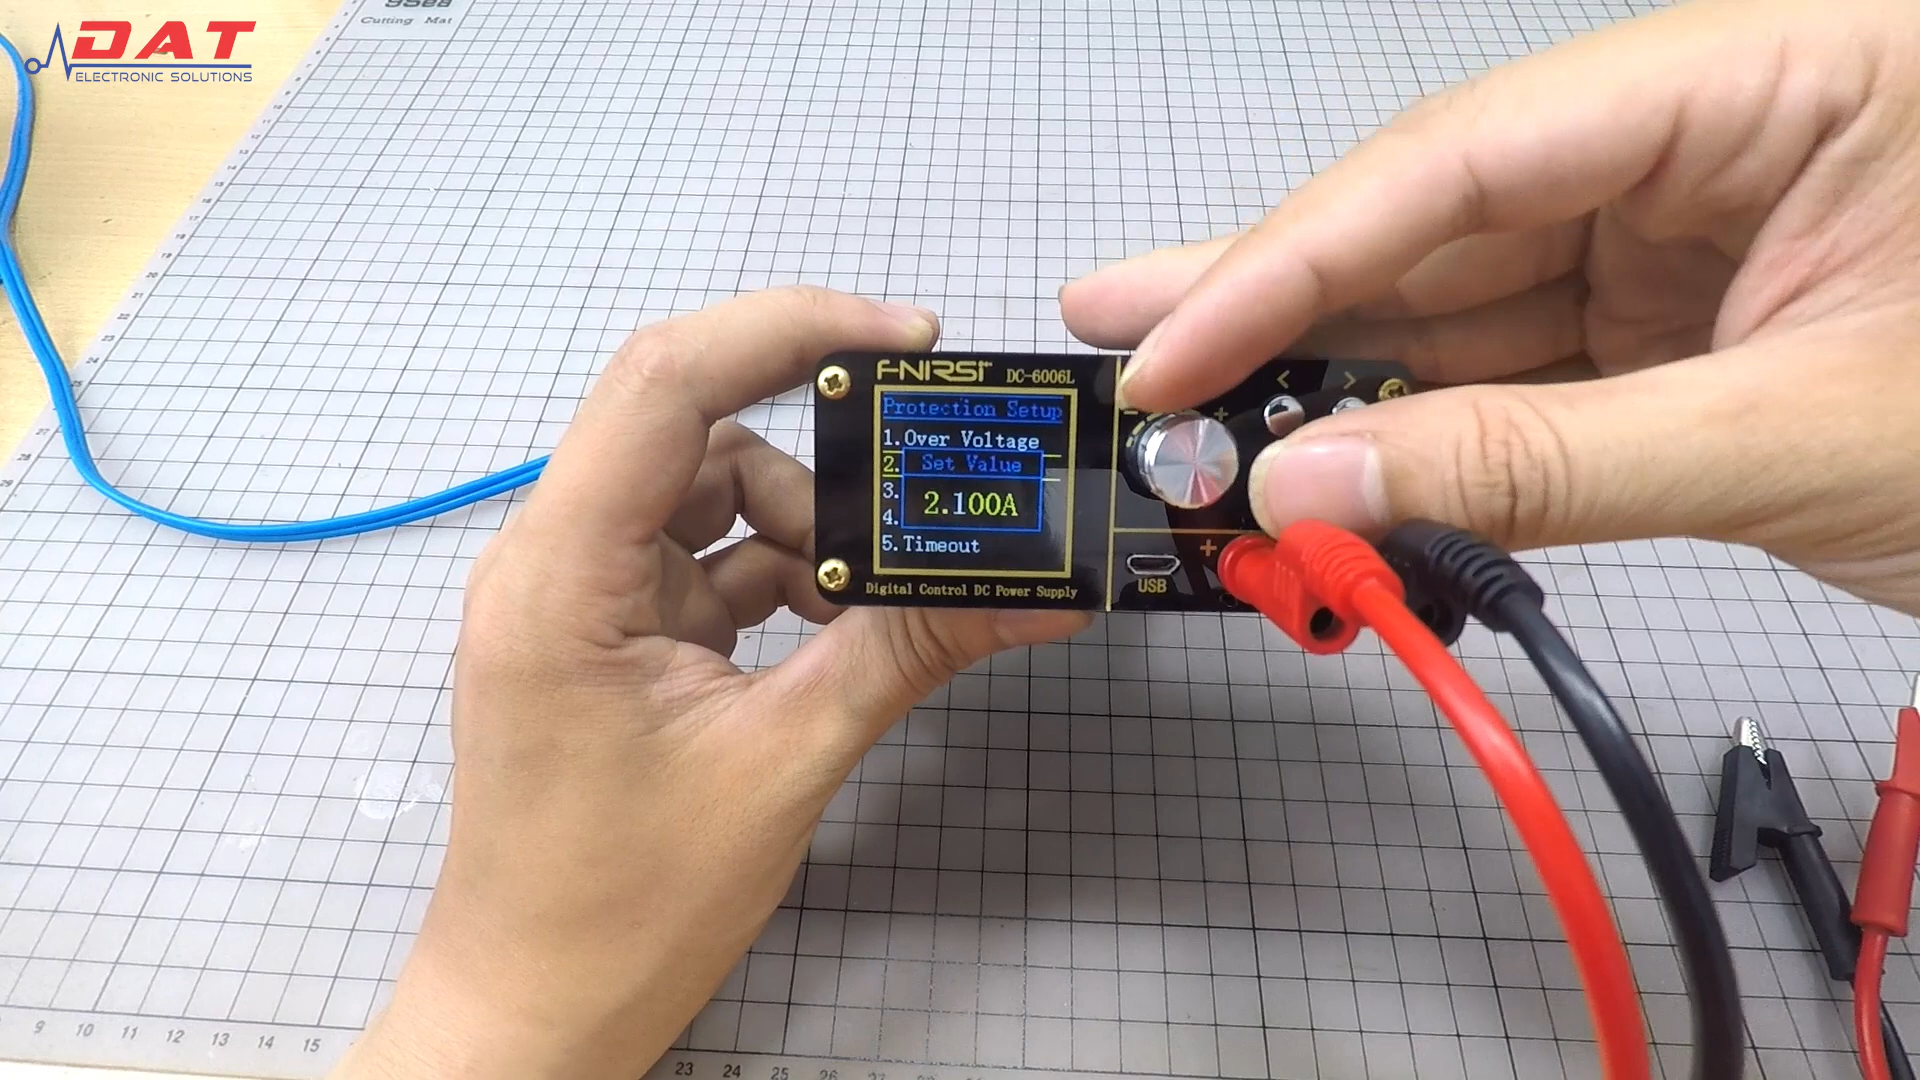 DAT
ELECTRONIC SOLUTIONS
Cutting Mat
FNIRSI
DC-6006L
Protection Setup
1.Over Voltage
2.
Set Value
3.
2.100A
4.
5.Timeout
Digital Control DC Power Supply
- +
< >
+
USB
9 10 11 12 13 14 15
23 24 25 26 27